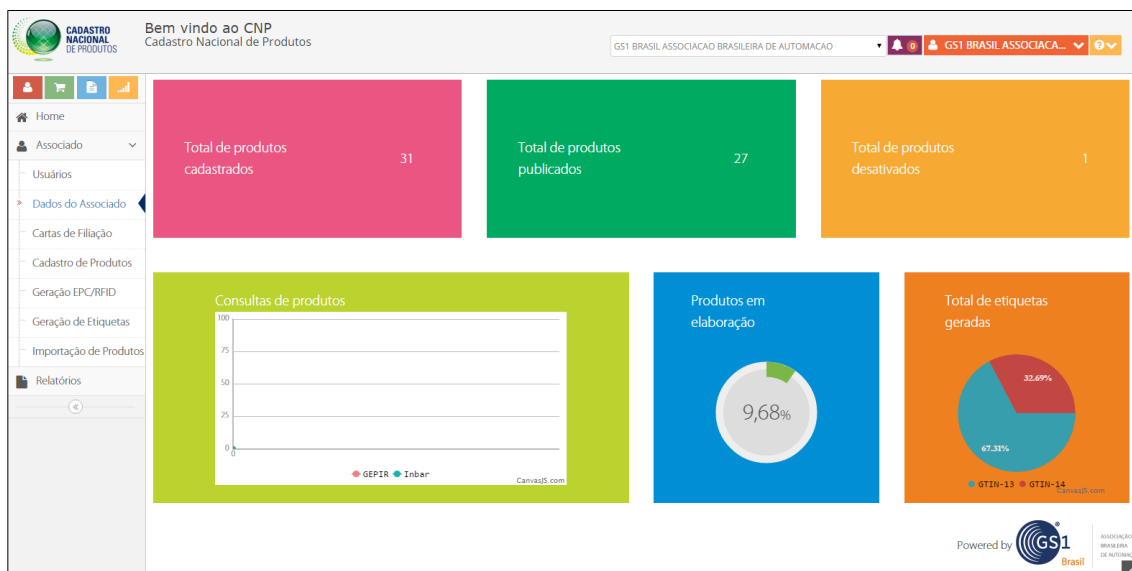 CADASTRO
NACIONAL
DE PRODUTOS
Bem vindo ao CNP
Cadastro Nacional de Produtos
GS1 BRASIL ASSOCIACAO BRASILEIRA DE AUTOMACAO
0
GS1 BRASIL ASSOCIACA...
?
Home
Associado
Usuários
Dados do Associado
Cartas de Filiação
Cadastro de Produtos
Geração EPC/RFID
Geração de Etiquetas
Importação de Produtos
Relatórios
Total de produtos
cadastrados
31
Total de produtos
publicados
27
Total de produtos
desativados
1
Consultas de produtos
100
75
50
25
0
0
GEPIR Inbar
CanvasJS.com
Produtos em
elaboração
9,68%
Total de etiquetas
geradas
32.69%
67.31%
GTIN-13 GTIN-14
CanvasJS.com
Powered by
GS1
Brasil
ASSOCIAÇÃO
BRASILEIRA